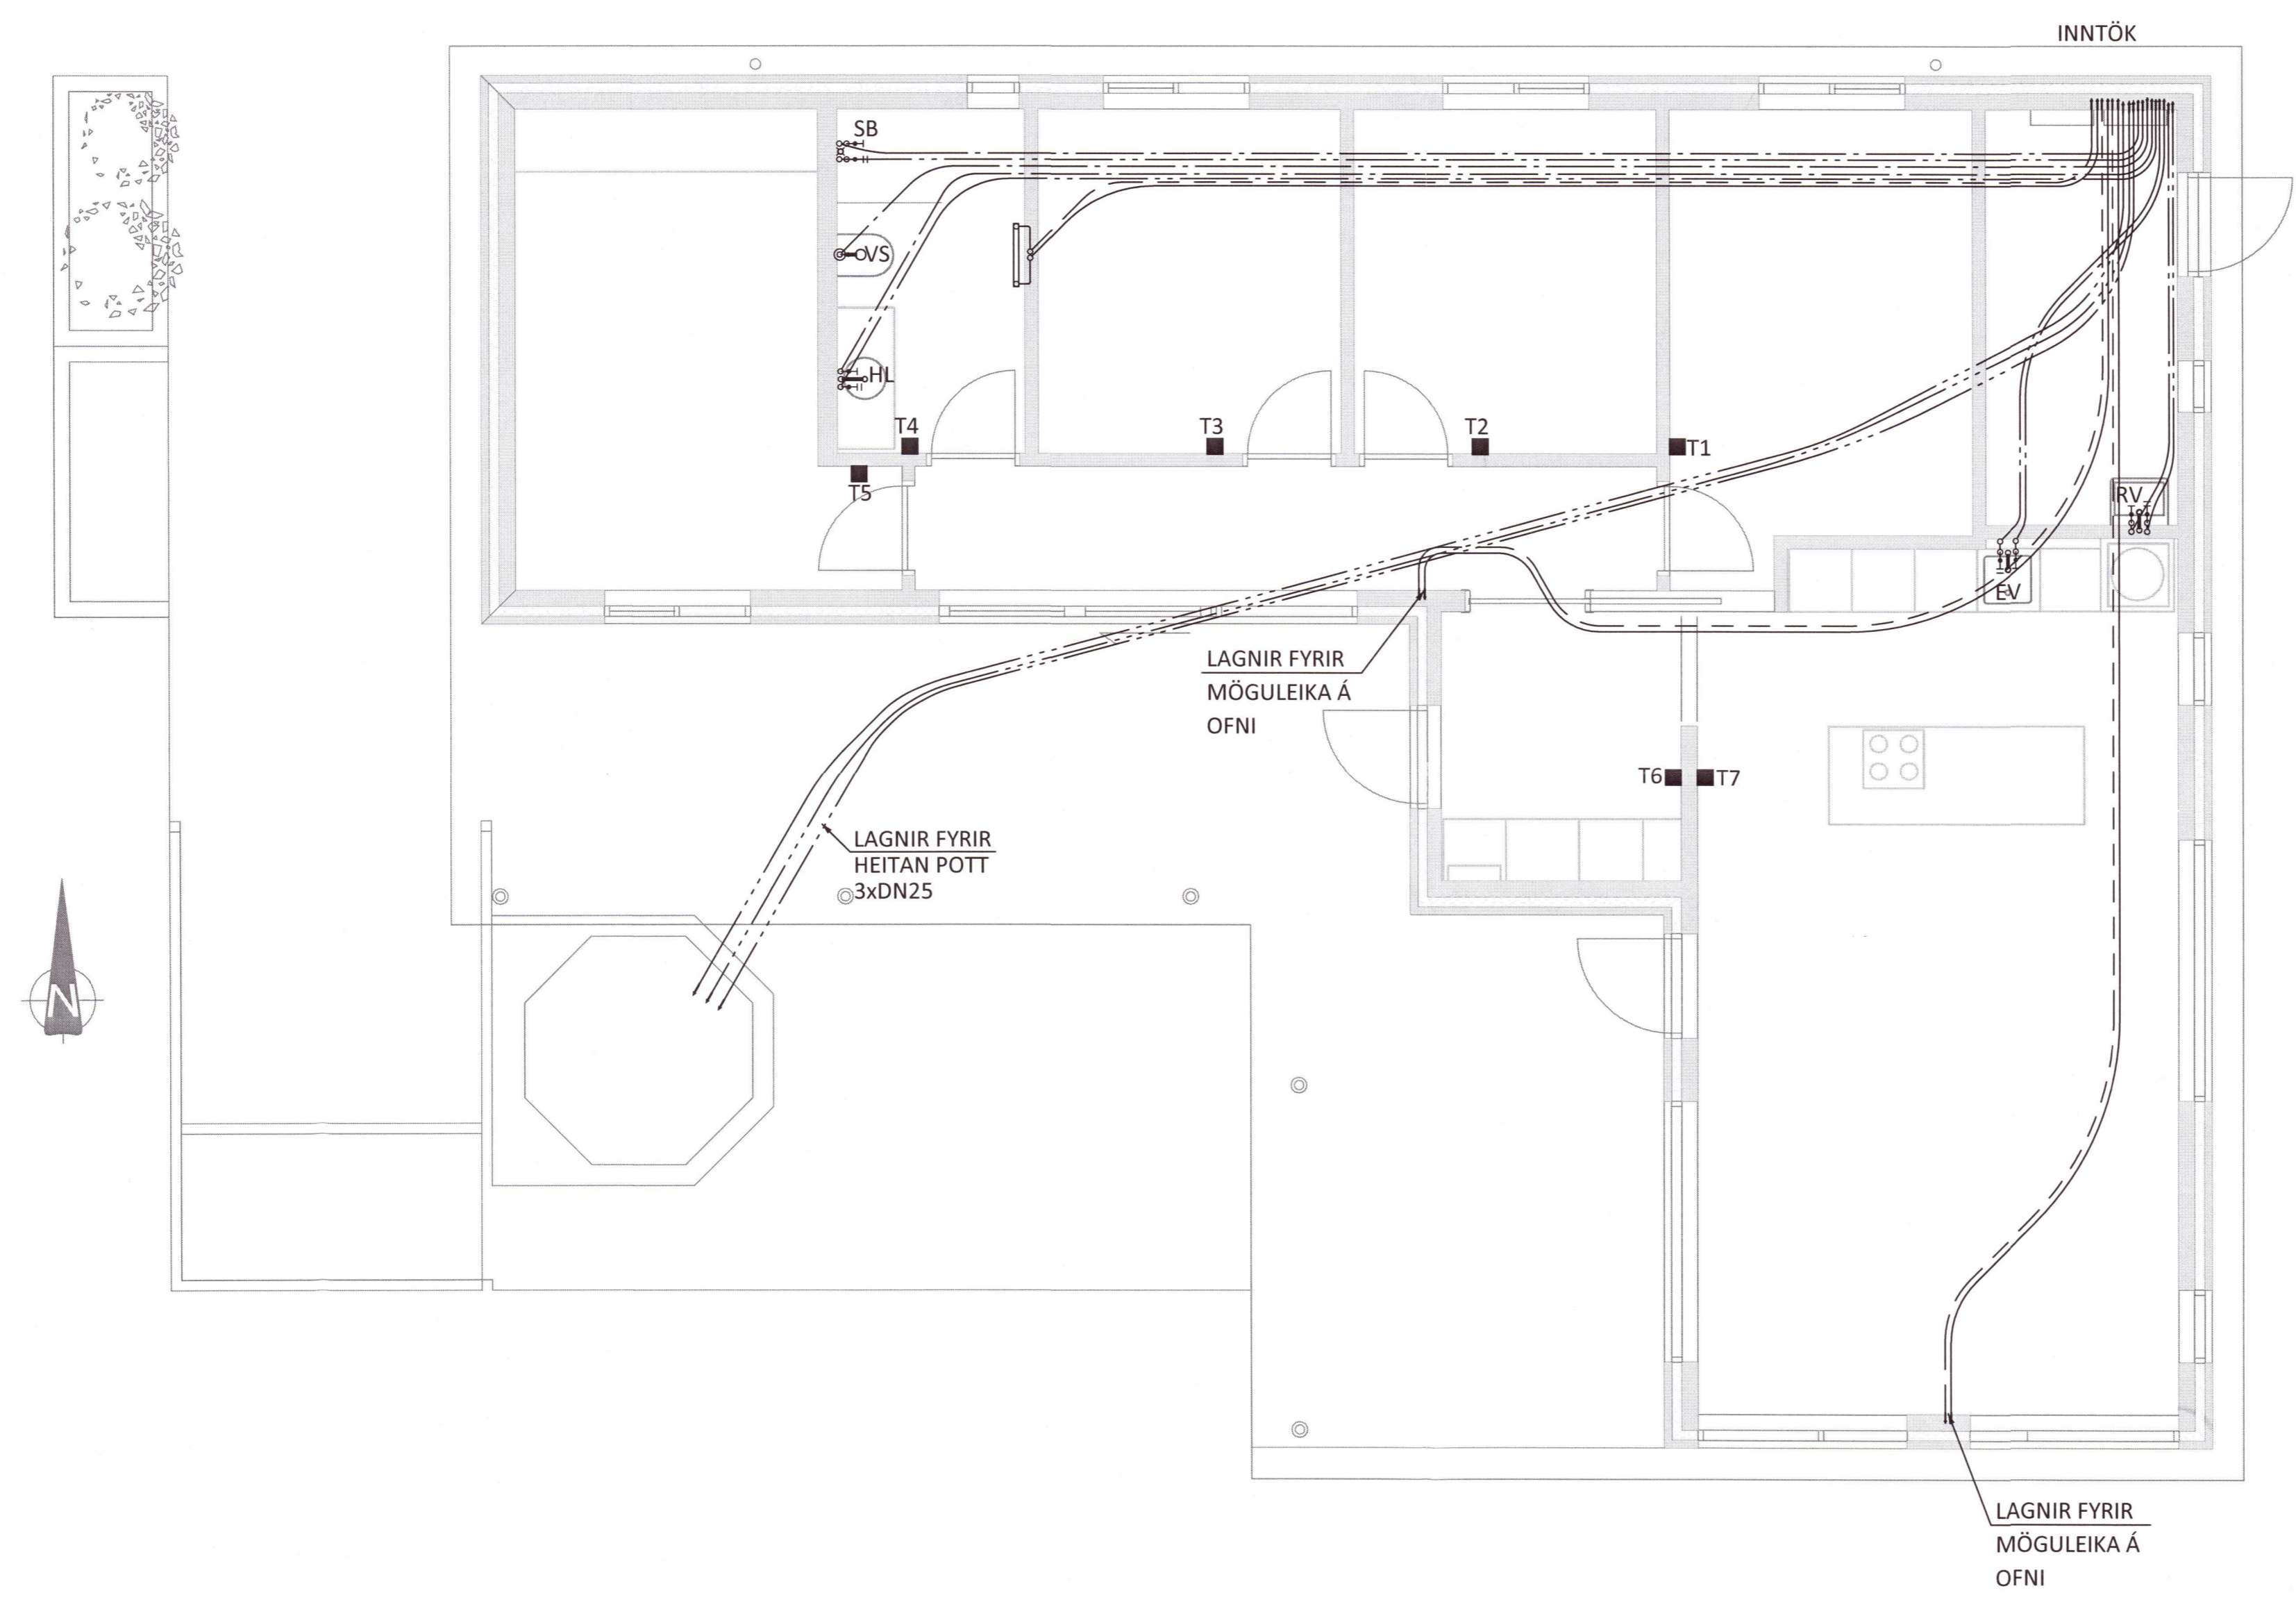 INNTÖK
SB
VS
HL
T4
T3
T2
T1
T5
RV
EV
LAGNIR FYRIR
MÖGULEIKA Á
OFNI
T6
T7
LAGNIR FYRIR
HEITAN POTT
3xDN25
N
LAGNIR FYRIR
MÖGULEIKA Á
OFNI